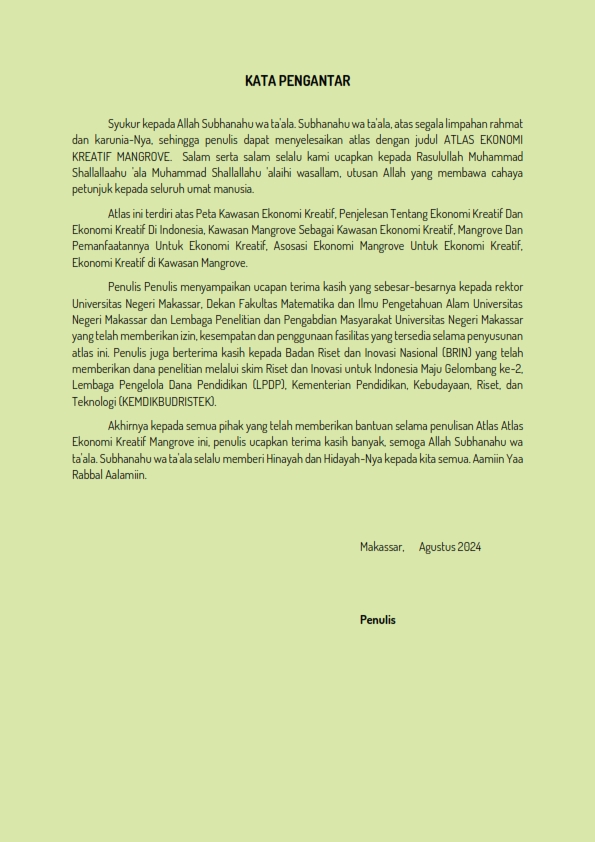 KATA PENGANTAR
Syukur kepada Allah Subhanahu wa ta'ala. Subhanahu wa ta'ala, atas segala limpahan rahmat
dan karunia-Nya, sehingga penulis dapat menyelesaikan atlas dengan judul ATLAS EKONOMI
KREATIF MANGROVE. Salam serta salam selalu kami ucapkan kepada Rasulullah Muhammad
Shallallaahu 'ala Muhammad Shallallahu 'alaihi wasallam, utusan Allah yang membawa cahaya
petunjuk kepada seluruh umat manusia.
Atlas ini terdiri atas Peta Kawasan Ekonomi Kreatif, Penjelesan Tentang Ekonomi Kreatif Dan
Ekonomi Kreatif Di Indonesia, Kawasan Mangrove Sebagai Kawasan Ekonomi Kreatif, Mangrove Dan
Pemanfaatannya Untuk Ekonomi Kreatif, Asosasi Ekonomi Mangrove Untuk Ekonomi Kreatif,
Ekonomi Kreatif di Kawasan Mangrove.
Penulis Penulis menyampaikan ucapan terima kasih yang sebesar-besarnya kepada rektor
Universitas Negeri Makassar, Dekan Fakultas Matematika dan Ilmu Pengetahuan Alam Universitas
Negeri Makassar dan Lembaga Penelitian dan Pengabdian Masyarakat Universitas Negeri Makassar
yang telah memberikan izin, kesempatan dan penggunaan fasilitas yang tersedia selama penyusunan
atlas ini. Penulis juga berterima kasih kepada Badan Riset dan Inovasi Nasional (BRIN) yang telah
memberikan dana penelitian melalui skim Riset dan Inovasi untuk Indonesia Maju Gelombang ke-2,
Lembaga Pengelola Dana Pendidikan (LPDP), Kementerian Pendidikan, Kebudayaan, Riset, dan
Teknologi (KEMDIKBUDRISTEK).
Akhirnya kepada semua pihak yang telah memberikan bantuan selama penulisan Atlas Atlas
Ekonomi Kreatif Mangrove ini, penulis ucapkan terima kasih banyak, semoga Allah Subhanahu wa
ta'ala. Subhanahu wa ta'ala selalu memberi Hinayah dan Hidayah-Nya kepada kita semua. Aamiin Yaa
Rabbal Aalamiin.
Makassar, Agustus 2024
Penulis